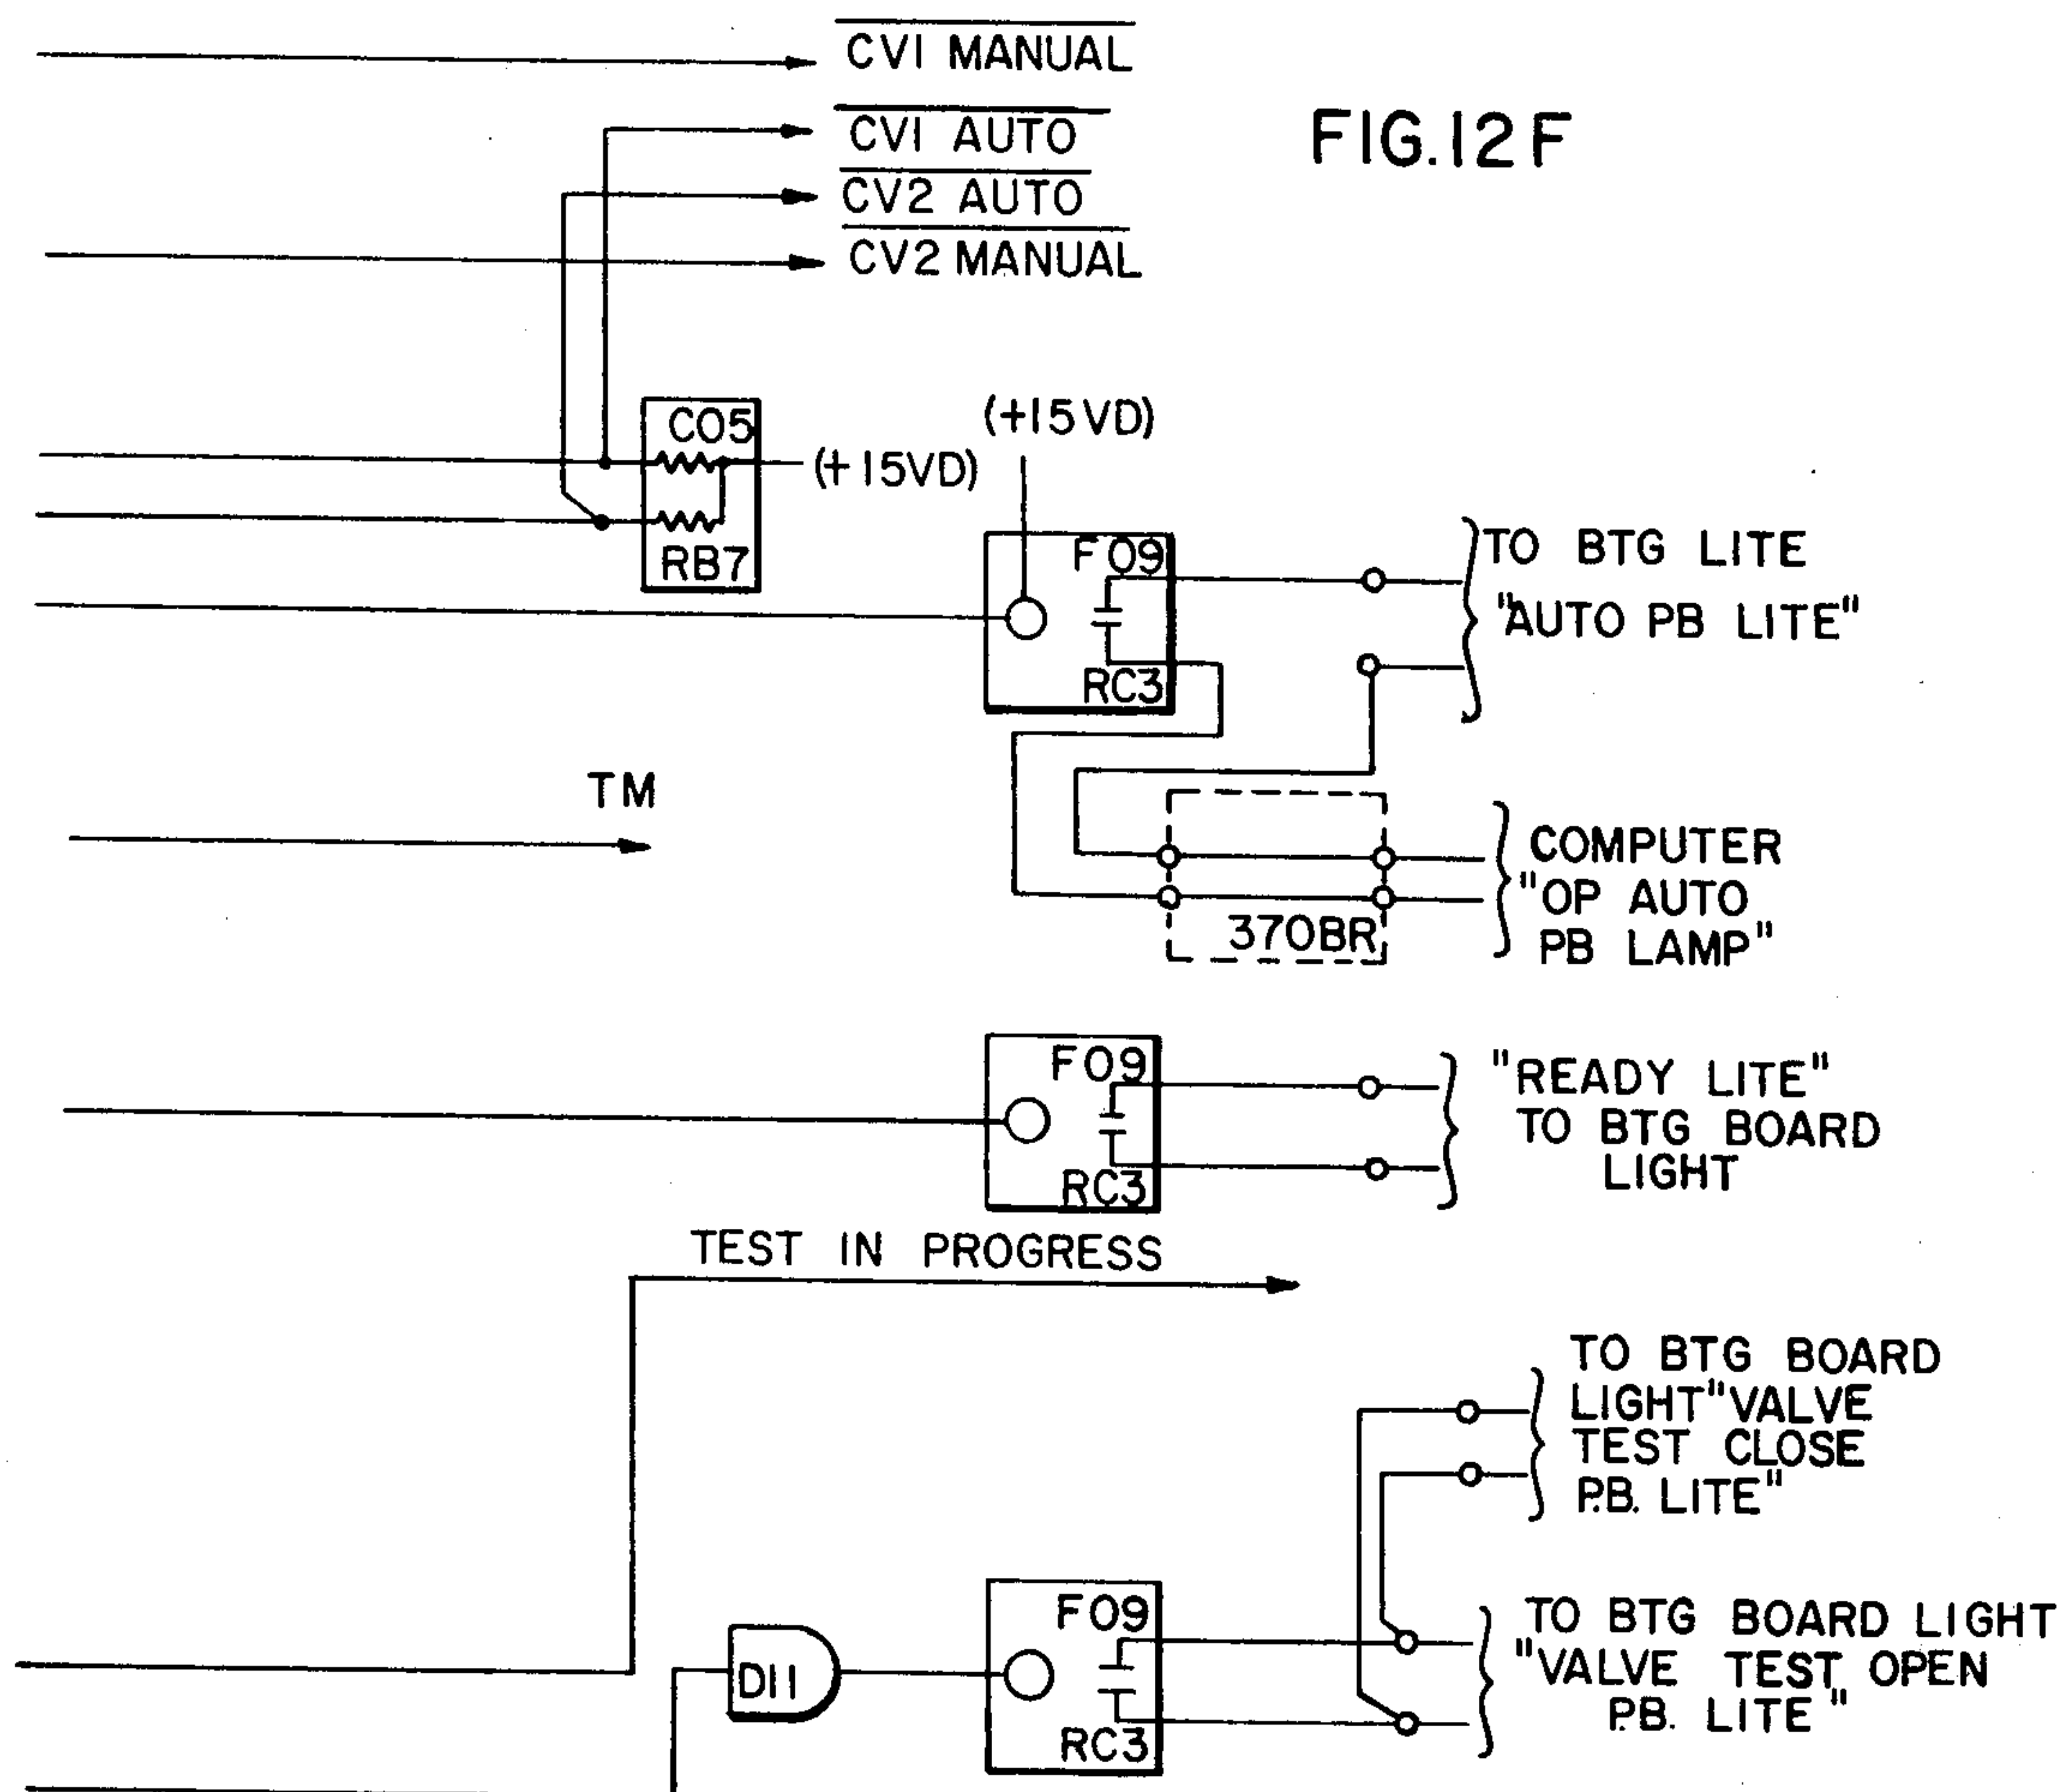 CV1 MANUAL
CV1 AUTO
FIG.12F
CV2 AUTO
CV2 MANUAL
C05
(+15VD)
(+15VD)
RB7
F09
RC3
TO BTG LITE
"AUTO PB LITE"
TM
COMPUTER
"OP AUTO
PB LAMP"
370BR
F09
RC3
"READY LITE"
TO BTG BOARD
LIGHT
TEST IN PROGRESS
TO BTG BOARD
LIGHT "VALVE
TEST CLOSE
P.B. LITE"
D11
F09
RC3
TO BTG BOARD LIGHT
"VALVE TEST OPEN
P.B. LITE"